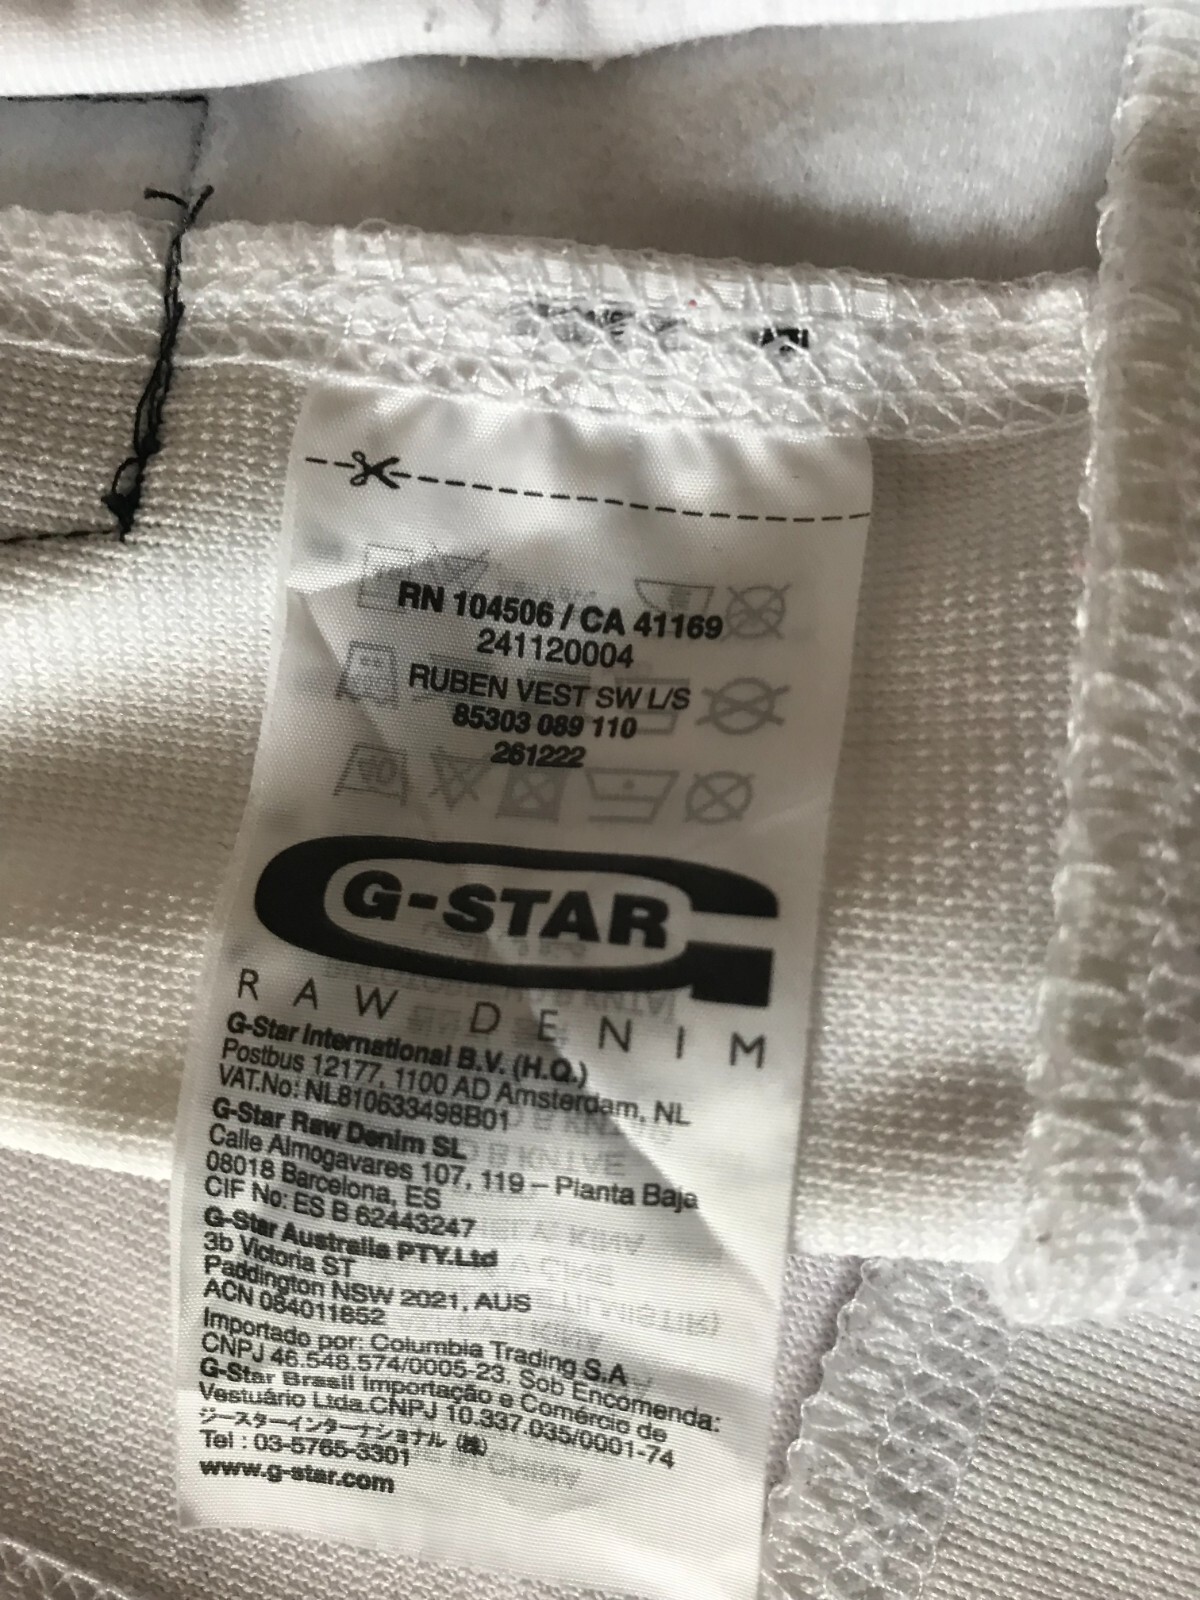 RN 104506 / CA 41169
241120004
RUBEN VEST SW L/S
85303 089 110
261222
G-STAR
RAW DENIM
G-Star International B.V. (H.Q.)
Postbus 12177, 1100 AD Amsterdam, NL
VAT.No: NL810633498B01
G-Star Raw Denim SL
Calle Almogavares 107, 119 – Planta Baja
08018 Barcelona, ES
CIF No: ES B 62443247
G-Star Australia PTY.Ltd
3b Victoria ST
Paddington NSW 2021, AUS
ACN 084011852
Importado por: Columbia Trading S.A
CNPJ 46.548.574/0005-23. Sob Encomenda:
G-Star Brasil Importação e Comércio de
Vestuário Ltda.CNPJ 10.337.035/0001-74
ジースターインターナショナル (株)
Tel : 03-5765-3301
www.g-star.com